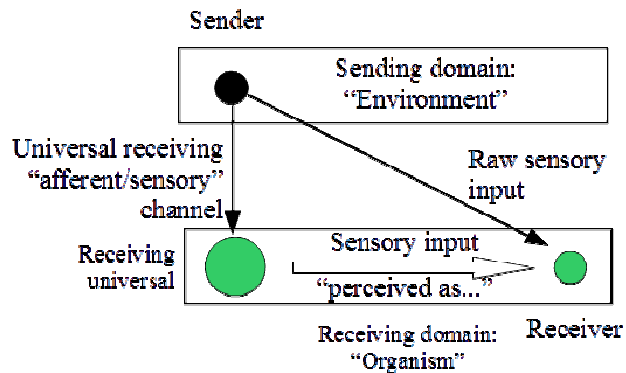 Sender
Sending domain:
“Environment”
Universal receiving
“afferent/sensory”
channel
Raw sensory
input
Receiving
universal
Sensory input
“perceived as...”
Receiving domain:
“Organism”
Receiver